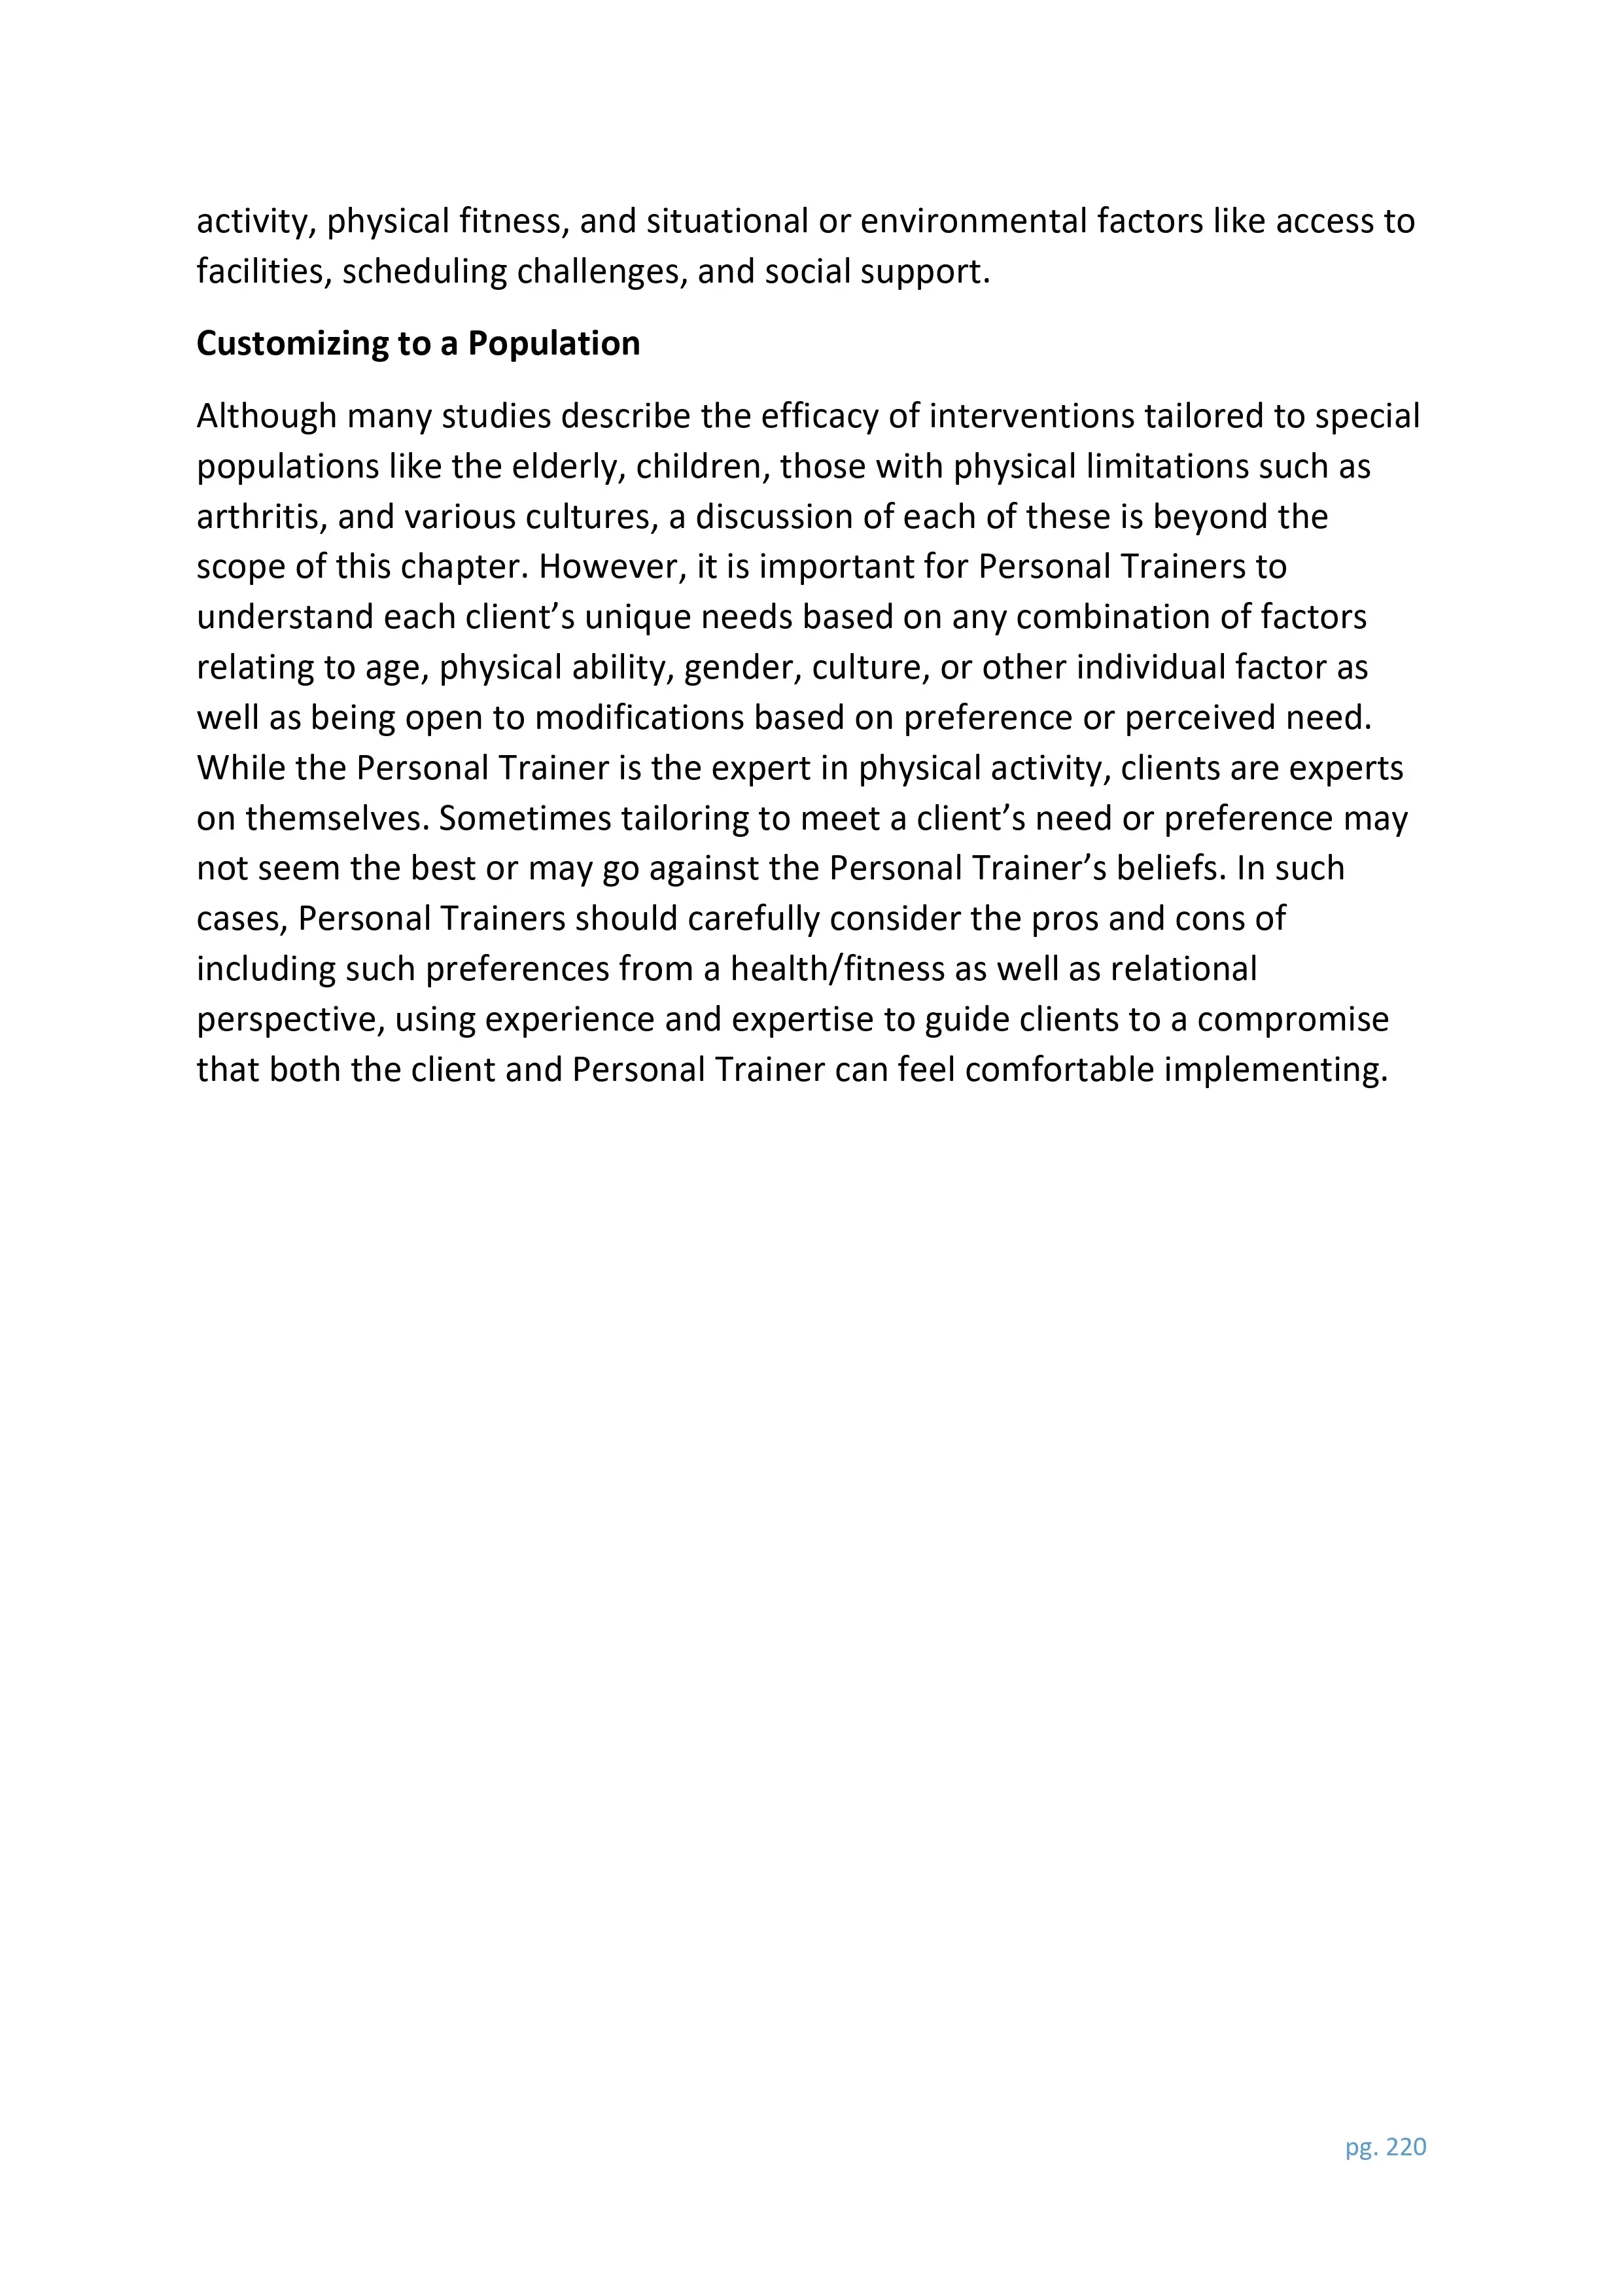 activity, physical fitness, and situational or environmental factors like access to
facilities, scheduling challenges, and social support.
Customizing to a Population
Although many studies describe the efficacy of interventions tailored to special
populations like the elderly, children, those with physical limitations such as
arthritis, and various cultures, a discussion of each of these is beyond the
scope of this chapter. However, it is important for Personal Trainers to
understand each client’s unique needs based on any combination of factors
relating to age, physical ability, gender, culture, or other individual factor as
well as being open to modifications based on preference or perceived need.
While the Personal Trainer is the expert in physical activity, clients are experts
on themselves. Sometimes tailoring to meet a client’s need or preference may
not seem the best or may go against the Personal Trainer’s beliefs. In such
cases, Personal Trainers should carefully consider the pros and cons of
including such preferences from a health/fitness as well as relational
perspective, using experience and expertise to guide clients to a compromise
that both the client and Personal Trainer can feel comfortable implementing.
pg. 220